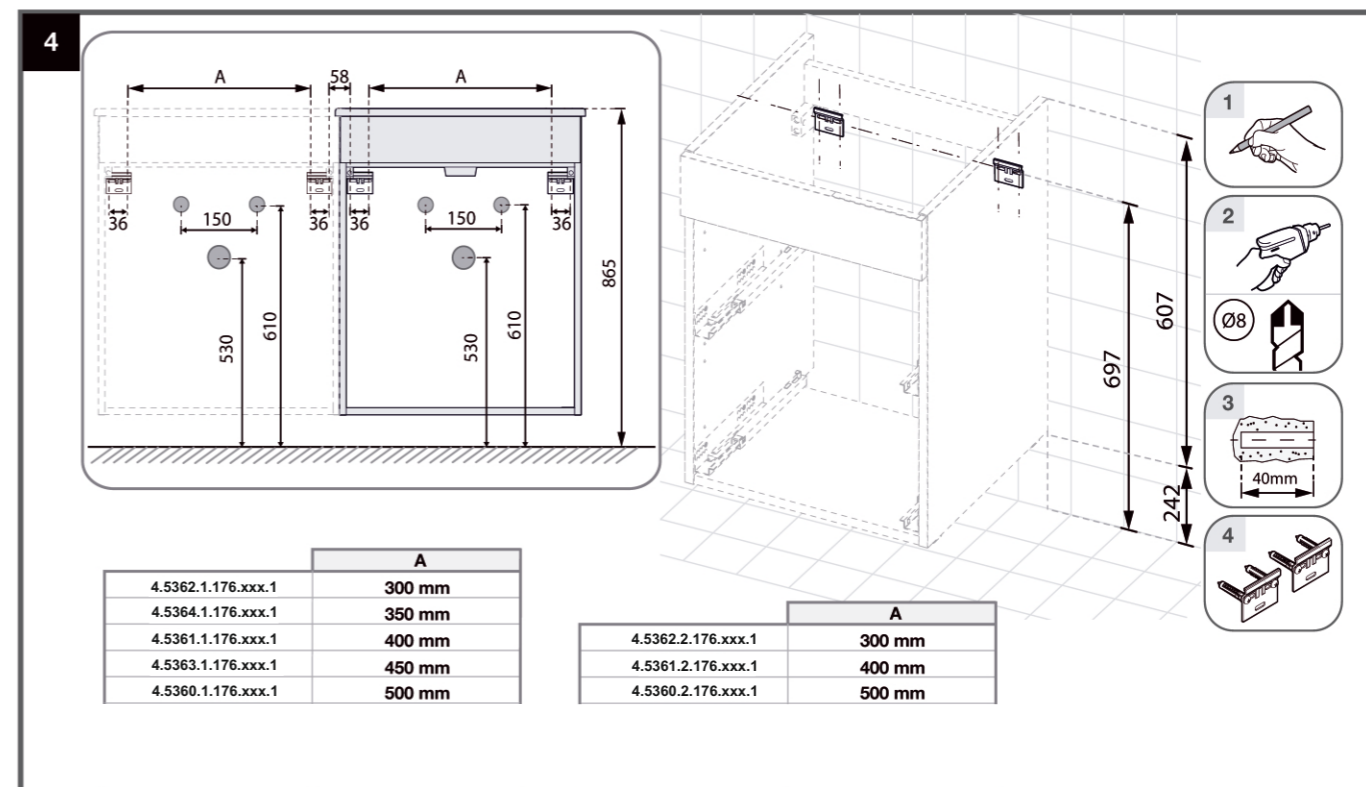 4
A 58 A
36 150 36 36 150 36
530 610 530 610 865
697 607 242
1
2
Ø8
3
40mm
4
A
4.5362.1.176.xxx.1 300 mm
4.5364.1.176.xxx.1 350 mm
4.5361.1.176.xxx.1 400 mm
4.5363.1.176.xxx.1 450 mm
4.5360.1.176.xxx.1 500 mm
A
4.5362.2.176.xxx.1 300 mm
4.5361.2.176.xxx.1 400 mm
4.5360.2.176.xxx.1 500 mm